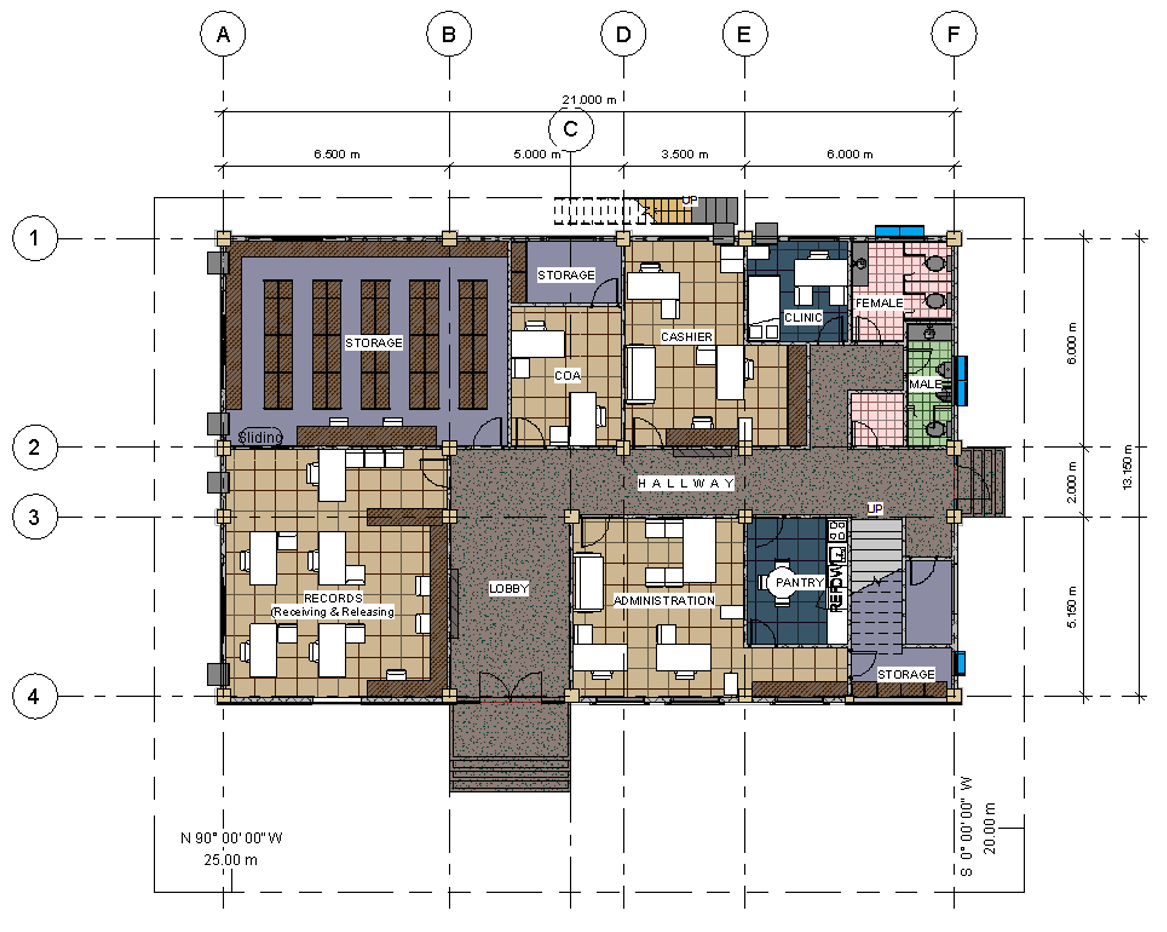 A
B
D
E
F
21.000 m
C
6.500 m
5.000 m
3.500 m
6.000 m
UP
1
STORAGE
FEMALE
CLINIC
CASHIER
STORAGE
6.000 m
COA
MALE
Sliding
2
HALLWAY
2.000 m
13.150 m
3
UP
PANTRY
REF
DW
LOBBY
RECORDS
(Receiving & Releasing
ADMINISTRATION
5.150 m
STORAGE
4
N 90° 00' 00" W
25.00 m
S 0° 00' 00" W
20.00 m